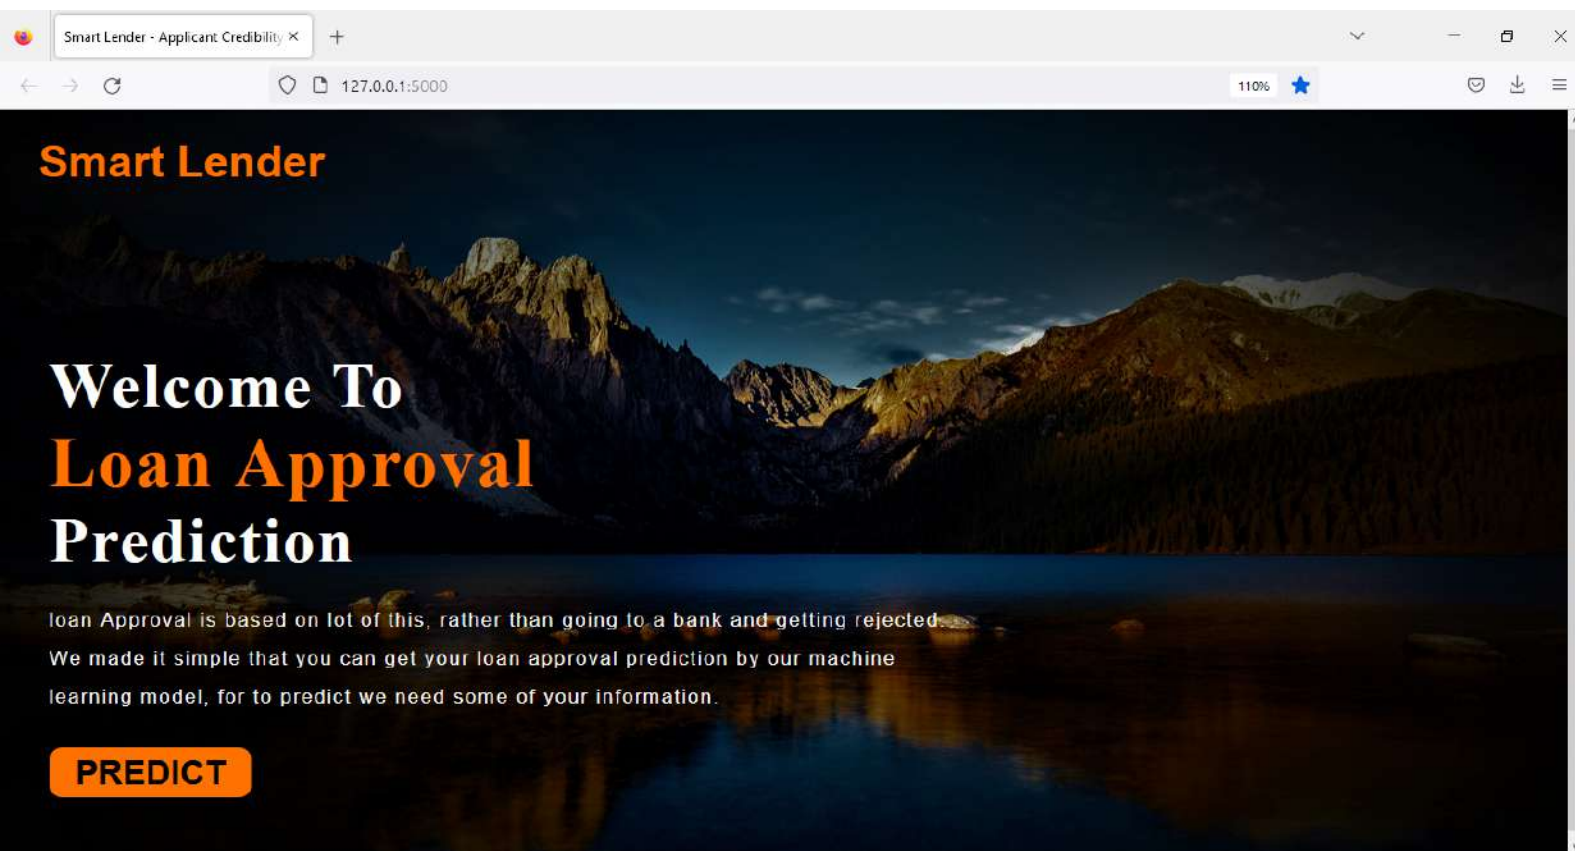 Smart Lender - Applicant Credibility
127.0.0.1:5000
110%
Smart Lender
Welcome To
Loan Approval
Prediction
loan Approval is based on lot of this, rather than going to a bank and getting rejected.
We made it simple that you can get your loan approval prediction by our machine
learning model, for to predict we need some of your information.
PREDICT